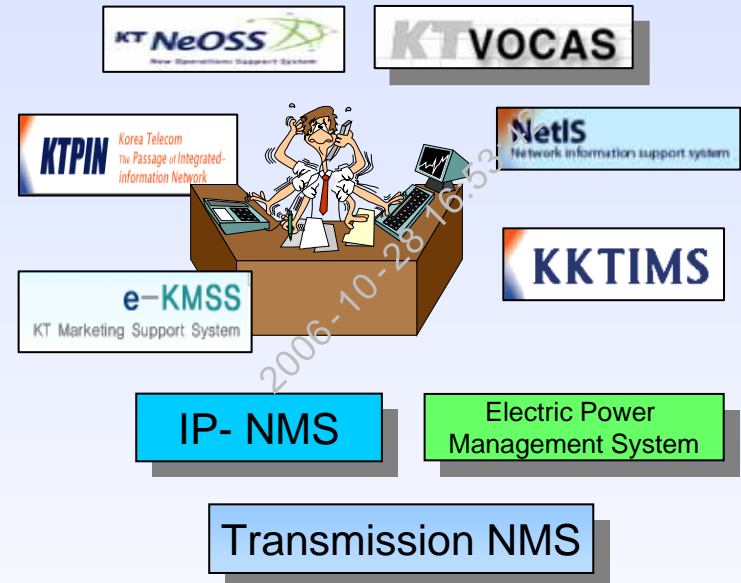 KT NeOSS
New Operations Support System
KT VOCAS
KTPIN
Korea Telecom
The Passage of Integrated-
information Network
NetIS
Network information support system
KKTIMS
e-KMSS
KT Marketing Support System
2006-10-28 16:53:
IP- NMS
Electric Power
Management System
Transmission NMS